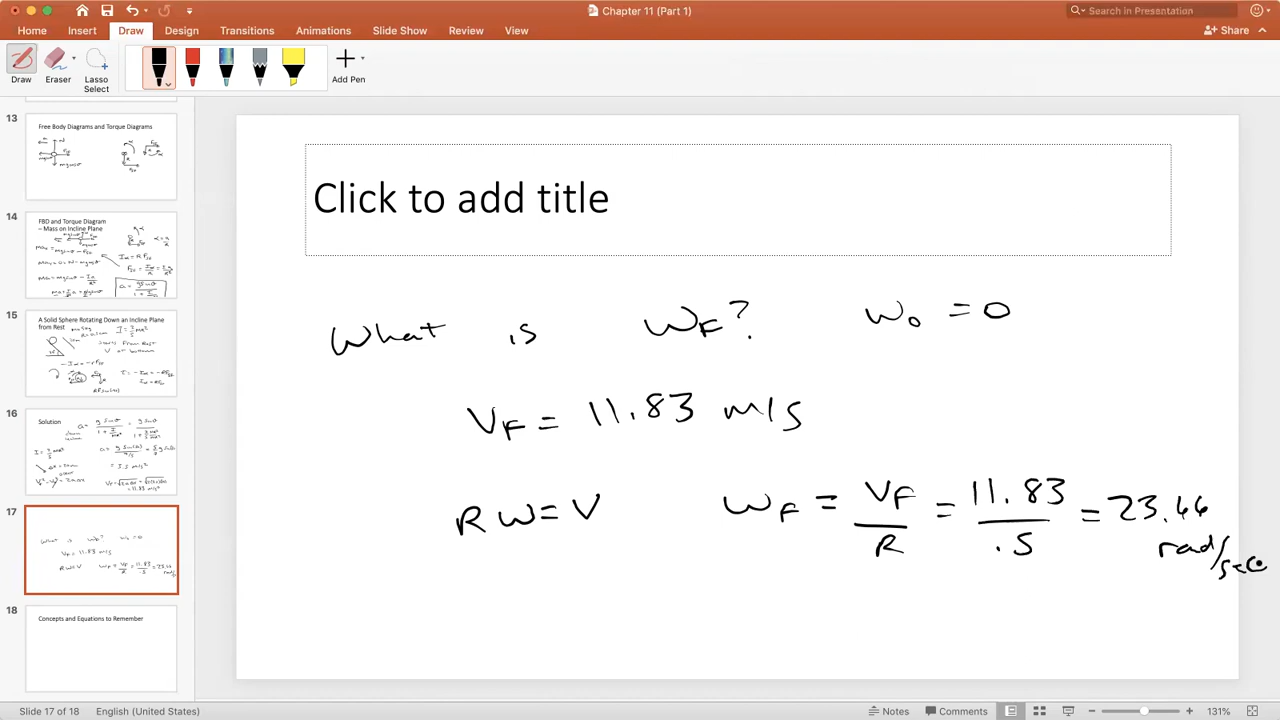 Chapter 11 (Part 1)
Search in Presentation
Home Insert Draw Design Transitions Animations Slide Show Review View
Share
Draw Eraser Lasso Select Add Pen
13
Free Body Diagrams and Torque Diagrams
14
FBD and Torque Diagram
– Mass on Incline Plane
15
A Solid Sphere Rotating Down an Incline Plane
from Rest
16
Solution
17
18
Concepts and Equations to Remember
Click to add title
What is WF? W0 = 0
VF = 11.83 m/s
RW = V WF = VF/R = 11.83/.5 = 23.66
rad/sec
Slide 17 of 18 English (United States) Notes Comments 131%